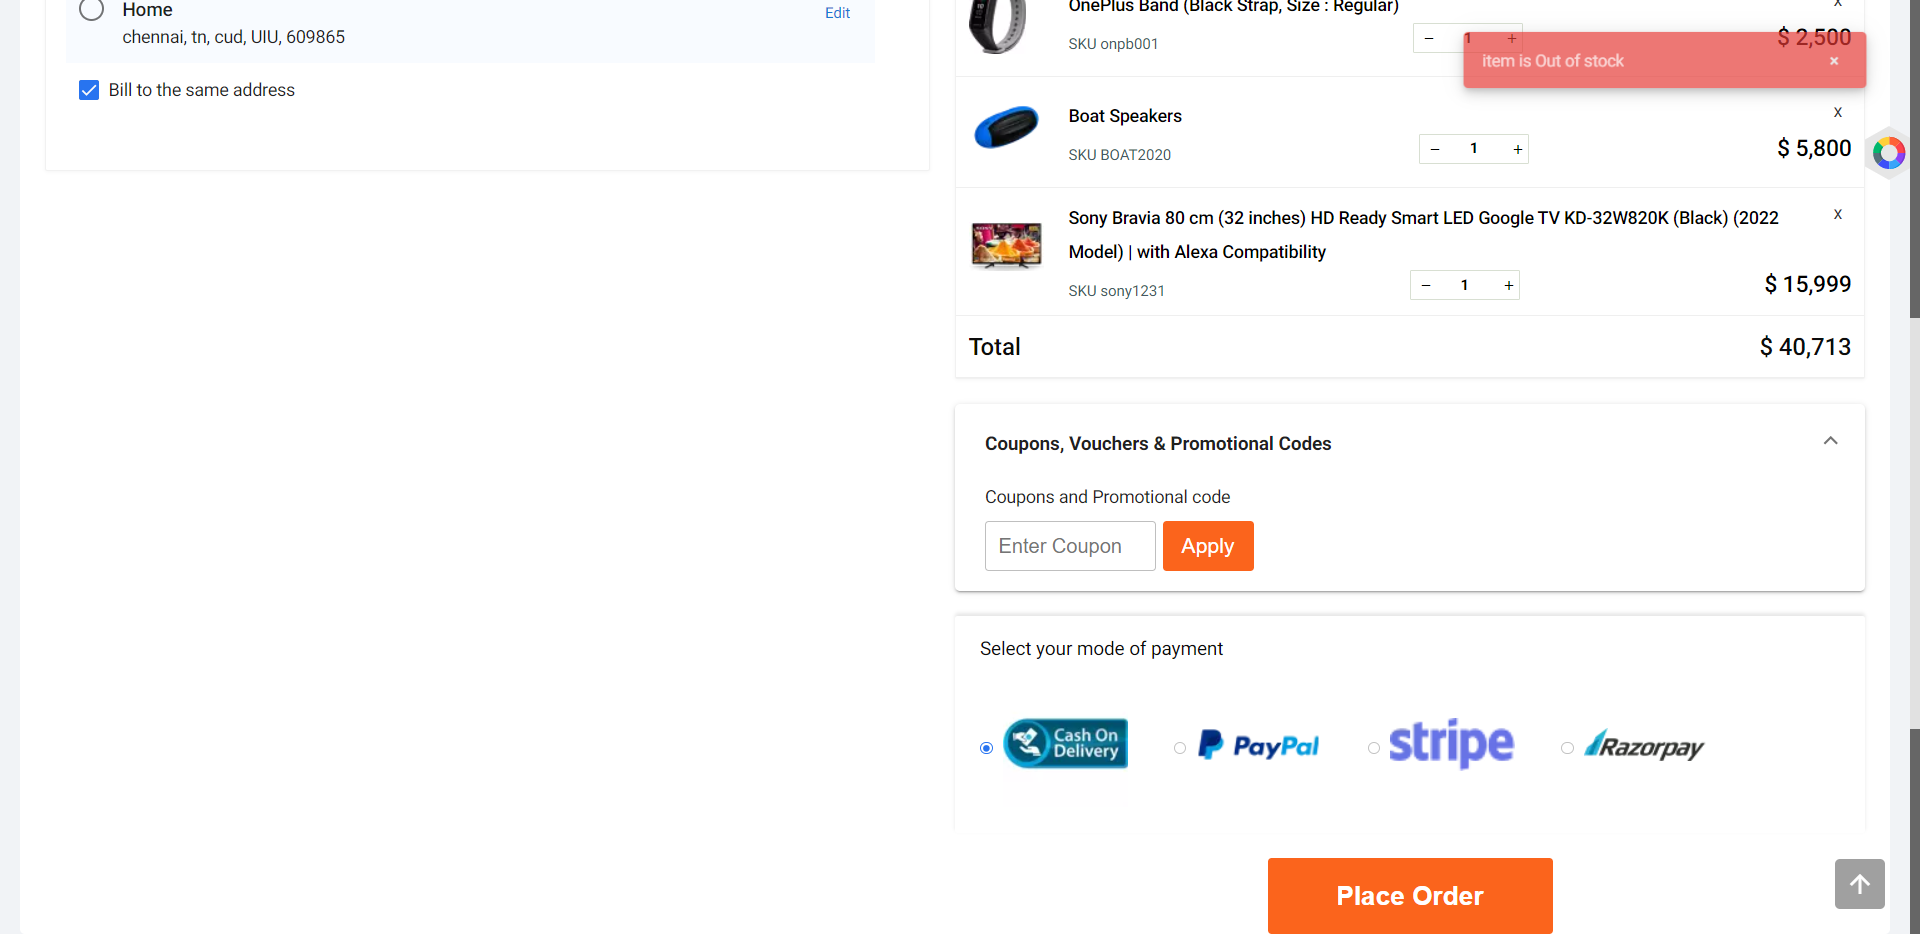 Home
Edit
chennai, tn, cud, UIU, 609865
Bill to the same address
OnePlus Band (Black Strap, Size : Regular)
x
SKU onpb001
− 1 +
$ 2,500
item is Out of stock
×
Boat Speakers
x
SKU BOAT2020
− 1 +
$ 5,800
Sony Bravia 80 cm (32 inches) HD Ready Smart LED Google TV KD-32W820K (Black) (2022
Model) | with Alexa Compatibility
x
SKU sony1231
− 1 +
$ 15,999
Total
$ 40,713
Coupons, Vouchers & Promotional Codes
Coupons and Promotional code
Enter Coupon
Apply
Select your mode of payment
Cash On
Delivery
PayPal
stripe
Razorpay
Place Order